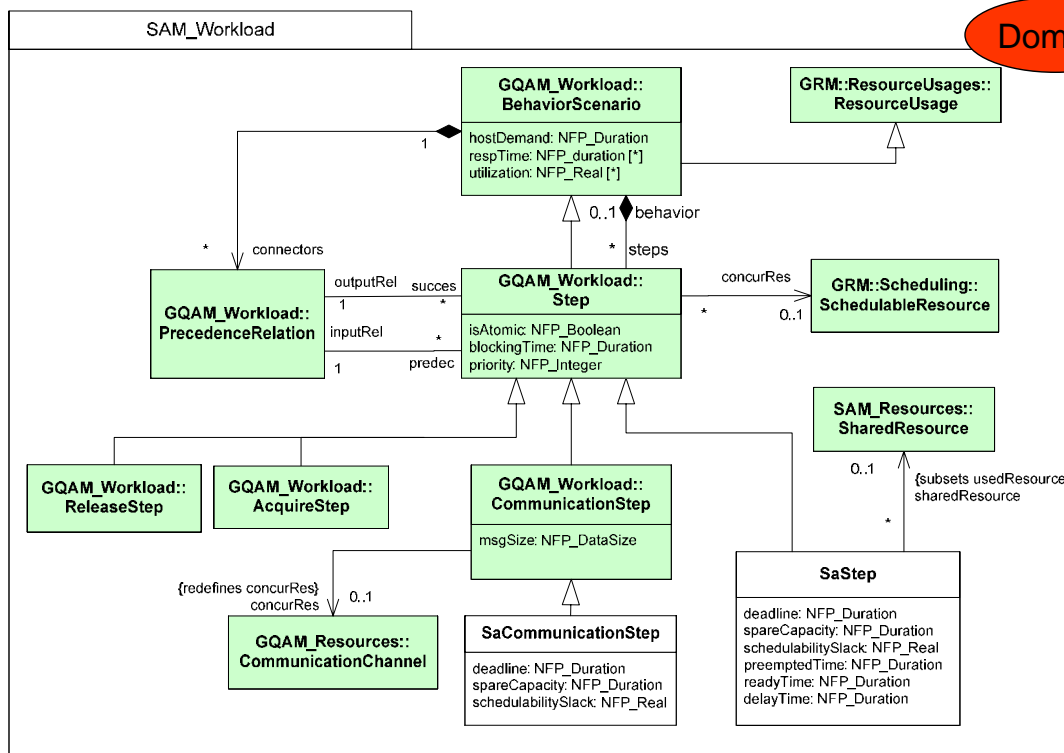 SAM_Workload
Dom
GQAM_Workload::
BehaviorScenario
hostDemand: NFP_Duration
respTime: NFP_duration [*]
utilization: NFP_Real [*]
GRM::ResourceUsages::
ResourceUsage
1
0..1
behavior
*
connectors
*
steps
GQAM_Workload::
PrecedenceRelation
outputRel
succes
1
*
inputRel
*
1
predec
GQAM_Workload::
Step
isAtomic: NFP_Boolean
blockingTime: NFP_Duration
priority: NFP_Integer
concurRes
*
0..1
GRM::Scheduling::
SchedulableResource
SAM_Resources::
SharedResource
0..1
{subsets usedResource
sharedResource
*
GQAM_Workload::
ReleaseStep
GQAM_Workload::
AcquireStep
GQAM_Workload::
CommunicationStep
msgSize: NFP_DataSize
{redefines concurRes}
concurRes
0..1
GQAM_Resources::
CommunicationChannel
SaCommunicationStep
deadline: NFP_Duration
spareCapacity: NFP_Duration
schedulabilitySlack: NFP_Real
SaStep
deadline: NFP_Duration
spareCapacity: NFP_Duration
schedulabitySlack: NFP_Real
preemptedTime: NFP_Duration
readyTime: NFP_Duration
delayTime: NFP_Duration